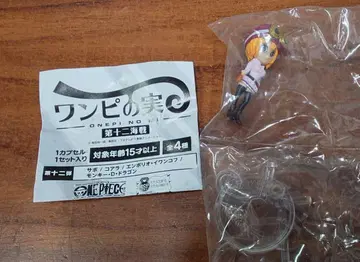 ワンピの実
ONEPI NO MI
第十二海戦
1カプセル
1セット入り
対象年齢15才以上
全4種
第十二弾
サボ / コアラ / エンポリオ・イワンコフ /
モンキー・D・ドラゴン
ONE PIECE